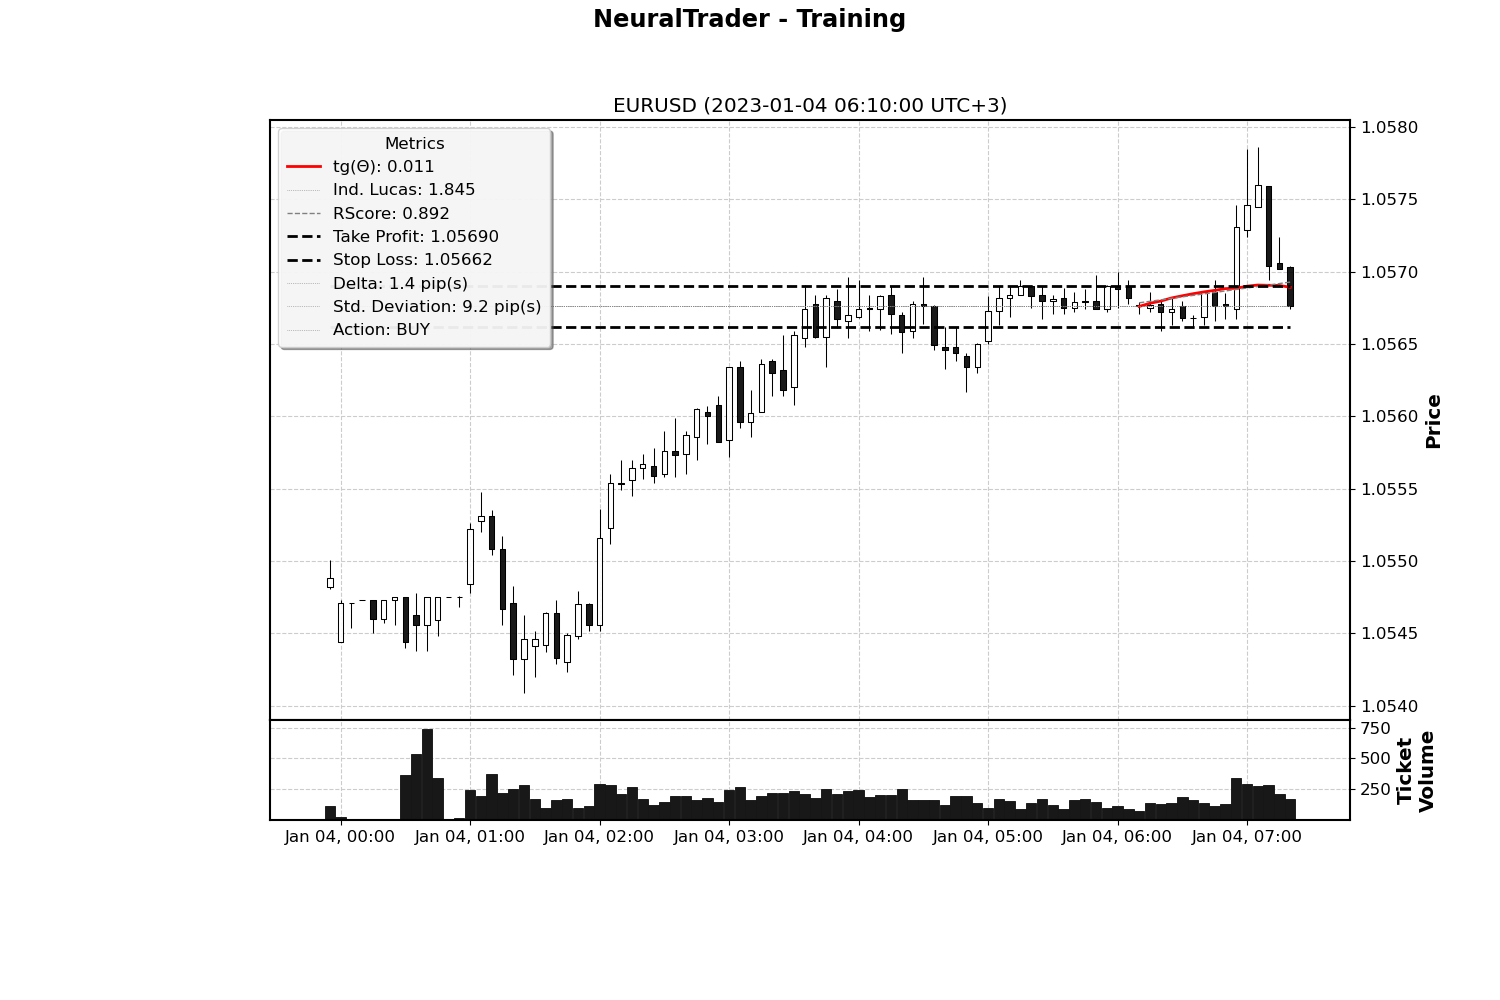 NeuralTrader - Training
EURUSD (2023-01-04 06:10:00 UTC+3)
Metrics
tg(Θ): 0.011
Ind. Lucas: 1.845
RScore: 0.892
Take Profit: 1.05690
Stop Loss: 1.05662
Delta: 1.4 pip(s)
Std. Deviation: 9.2 pip(s)
Action: BUY
1.0580
1.0575
1.0570
1.0565
1.0560
1.0555
1.0550
1.0545
1.0540
Price
750
500
250
Ticket
Volume
Jan 04, 00:00 Jan 04, 01:00 Jan 04, 02:00 Jan 04, 03:00 Jan 04, 04:00 Jan 04, 05:00 Jan 04, 06:00 Jan 04, 07:00